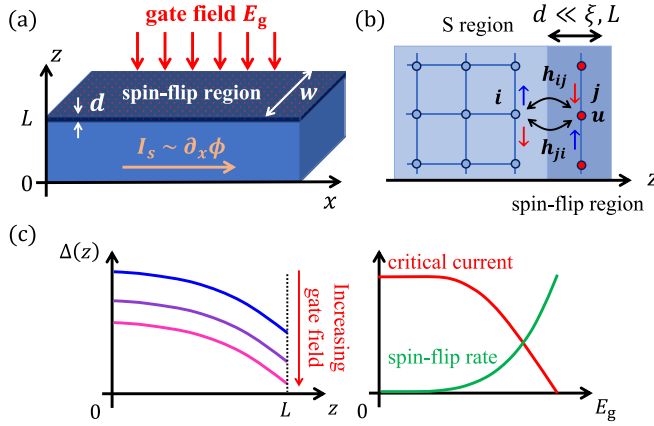 (a)
z
gate field E_g
spin-flip region
w
d
L
I_s ~ ∂_xϕ
0
x
(b)
S region
d ≪ ξ, L
h_ij
i
j
u
h_ji
z
spin-flip region
(c)
Δ(z)
Increasing
gate field
0
L
z
critical current
spin-flip rate
0
E_g